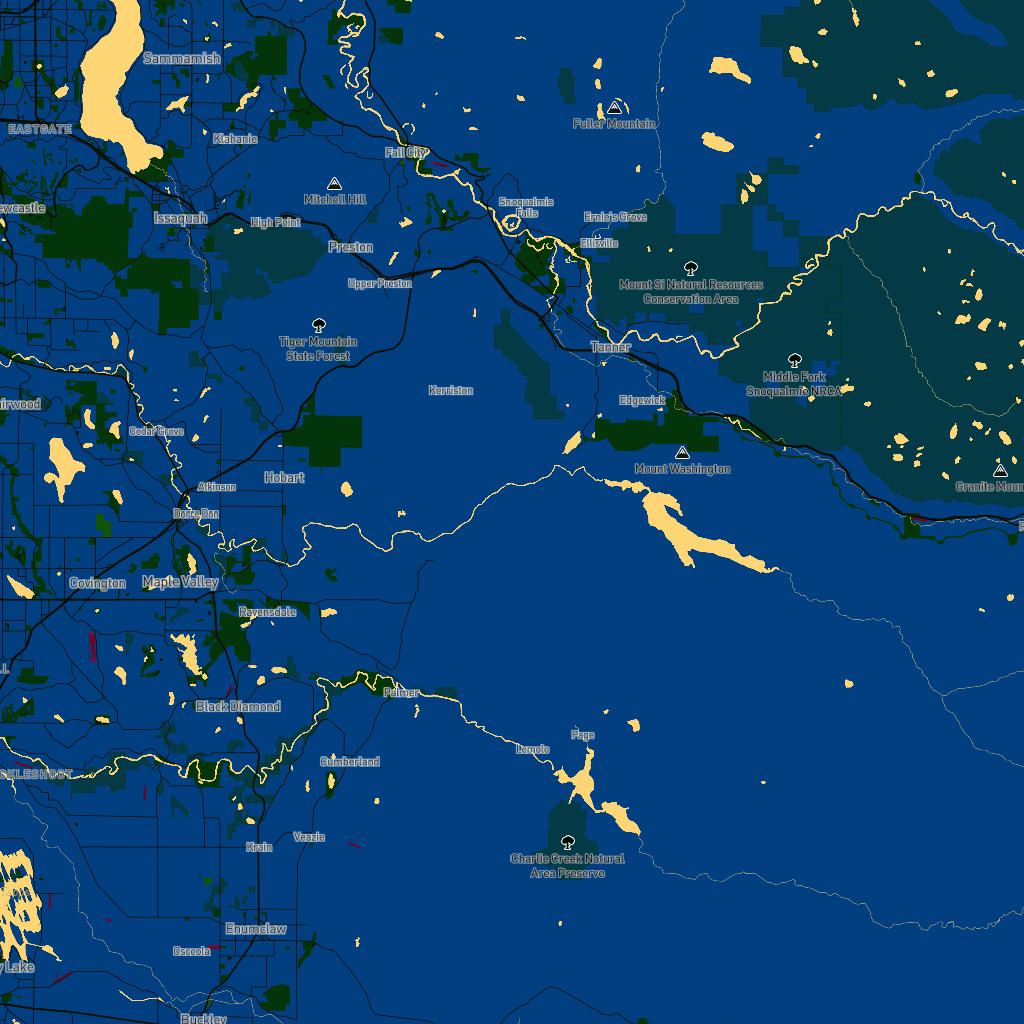 Sammamish
EASTGATE
Klahanie
Fall City
Fuller Mountain
Mitchell Hill
Snoqualmie
Falls
ewcastle
Issaquah
High Point
Ernie's Grove
Preston
Ellisville
Upper Preston
Mount Si Natural Resources
Conservation Area
Tiger Mountain
State Forest
Tanner
Middle Fork
Snoqualmie NRCA
Kerriston
Edgewick
airwood
Cedar Grove
Mount Washington
Hobart
Atkinson
Granite Moun
Dorre Don
Covington
Maple Valley
Ravensdale
Palmer
Black Diamond
Page
Lemolo
Cumberland
CKLESHOOT
Veazie
Krain
Charlie Creek Natural
Area Preserve
Enumclaw
Osceola
y Lake
Buckley